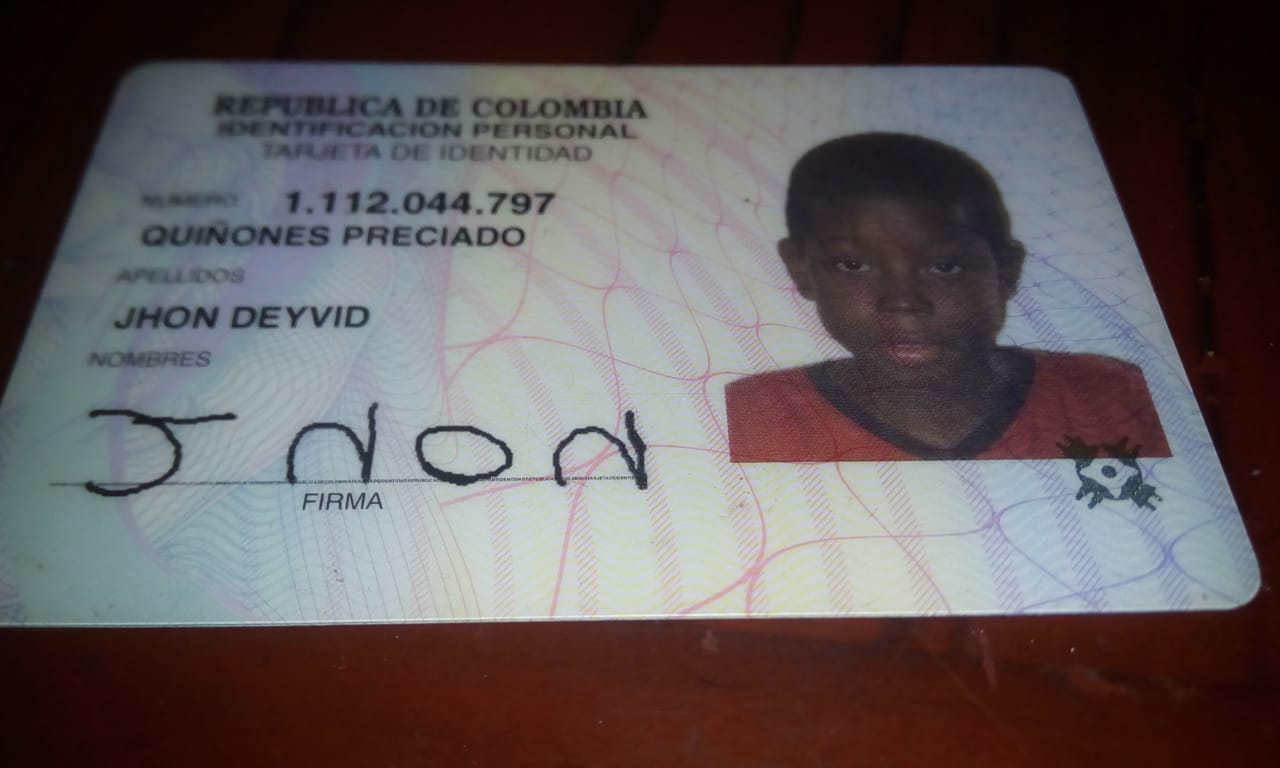 REPUBLICA DE COLOMBIA
IDENTIFICACION PERSONAL
TARJETA DE IDENTIDAD
NUMERO 1.112.044.797
QUIÑONES PRECIADO
APELLIDOS
JHON DEYVID
NOMBRES
JHON
FIRMA